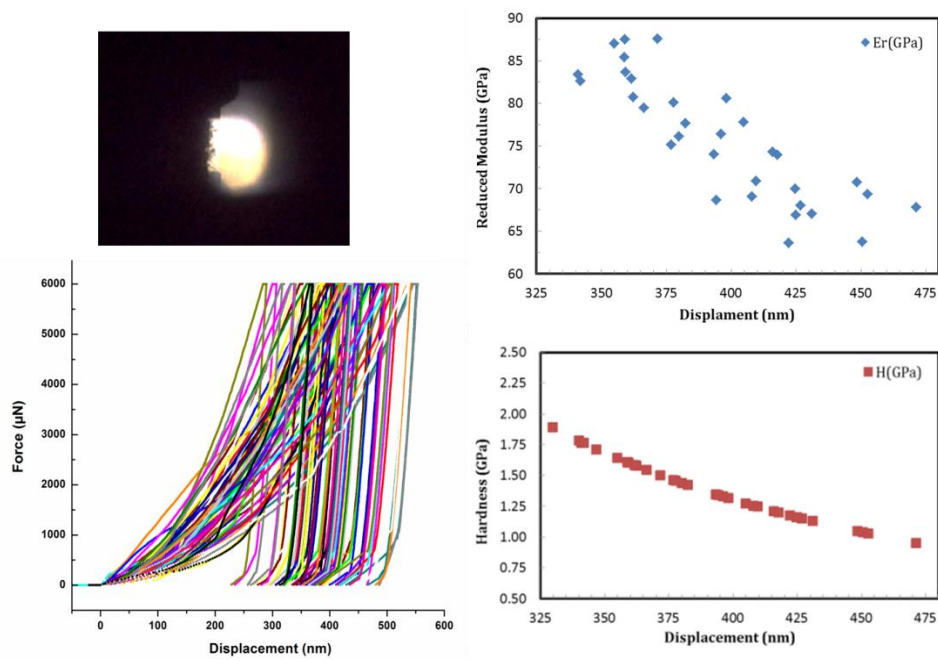 90
85
80
75
70
65
60
Reduced Modulus (GPa)
Er(GPa)
325 350 375 400 425 450 475
Displament (nm)
6000
5000
4000
3000
2000
1000
0
Force (µN)
0 100 200 300 400 500 600
Displacement (nm)
2.50
2.25
2.00
1.75
1.50
1.25
1.00
0.75
0.50
Hardness (GPa)
H(GPa)
325 350 375 400 425 450 475
Displacement (nm)